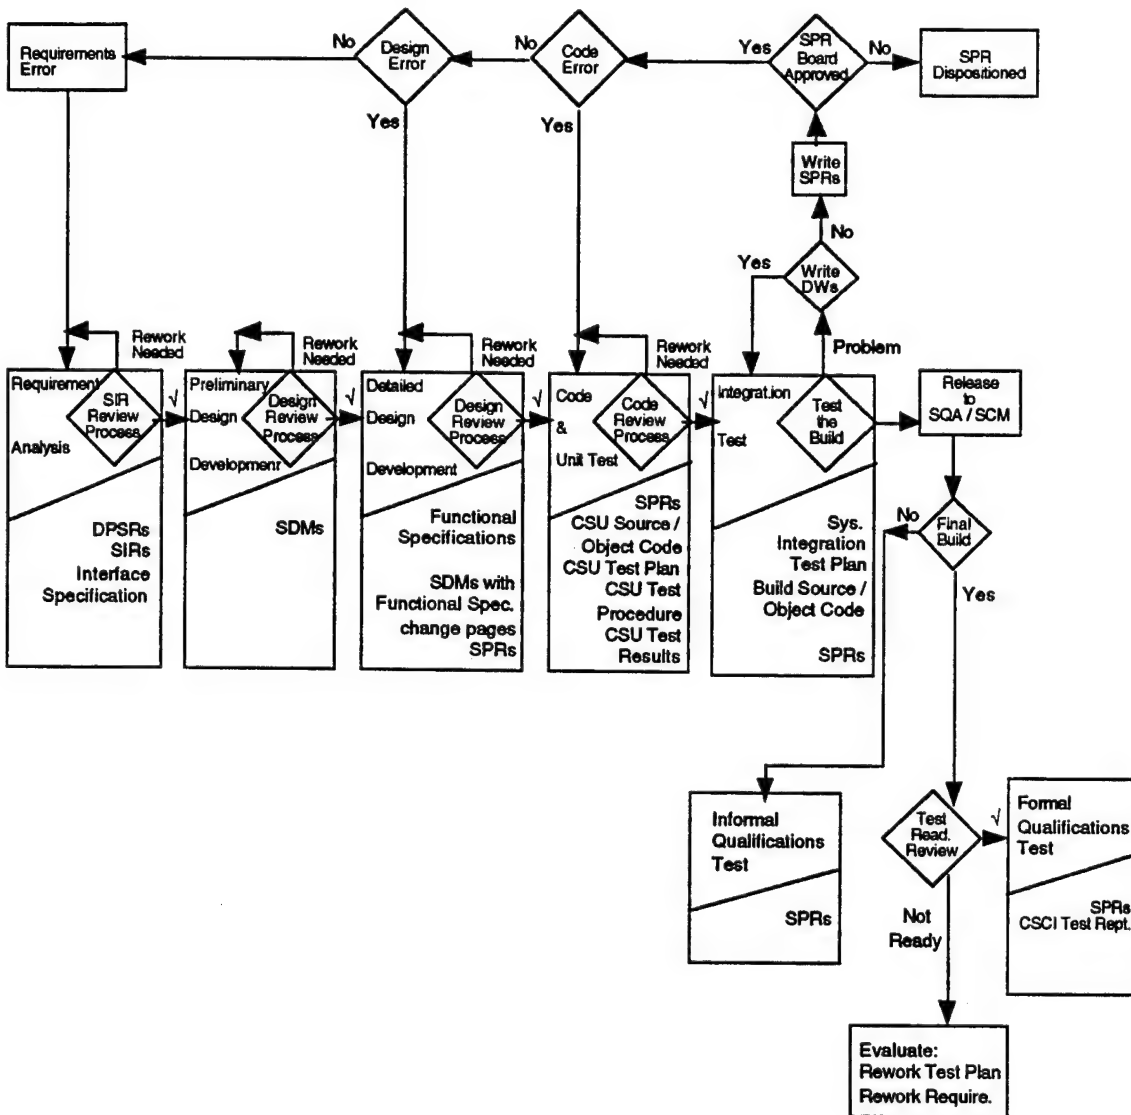 Requirements
Error
No
Design
Error
Yes
No
Code
Error
Yes
Yes
SPR
Board
Approved
No
SPR
Dispositioned
Write
SPRs
No
Yes
Write
DWs
Problem
Rework
Needed
Rework
Needed
Rework
Needed
Rework
Needed
Requirement
Analysis
SIR
Review
Process
√
DPSRs
SIRs
Interface
Specification
Preliminary
Design
Developmenr
Design
Review
Process
√
SDMs
Detailed
Design
Development
Design
Review
Process
√
Functional
Specifications
SDMs with
Functional Spec.
change pages
SPRs
Code
&
Unit Test
Code
Review
Process
√
SPRs
CSU Source /
Object Code
CSU Test Plan
CSU Test
Procedure
CSU Test
Results
Integration
Test
Test
the
Build
Sys.
Integration
Test Plan
Build Source /
Object Code
SPRs
Release
to
SQA / SCM
No
Final
Build
Yes
Informal
Qualifications
Test
SPRs
Test
Read.
Review
√
Not
Ready
Formal
Qualifications
Test
SPRs
CSCI Test Rept.
Evaluate:
Rework Test Plan
Rework Require.